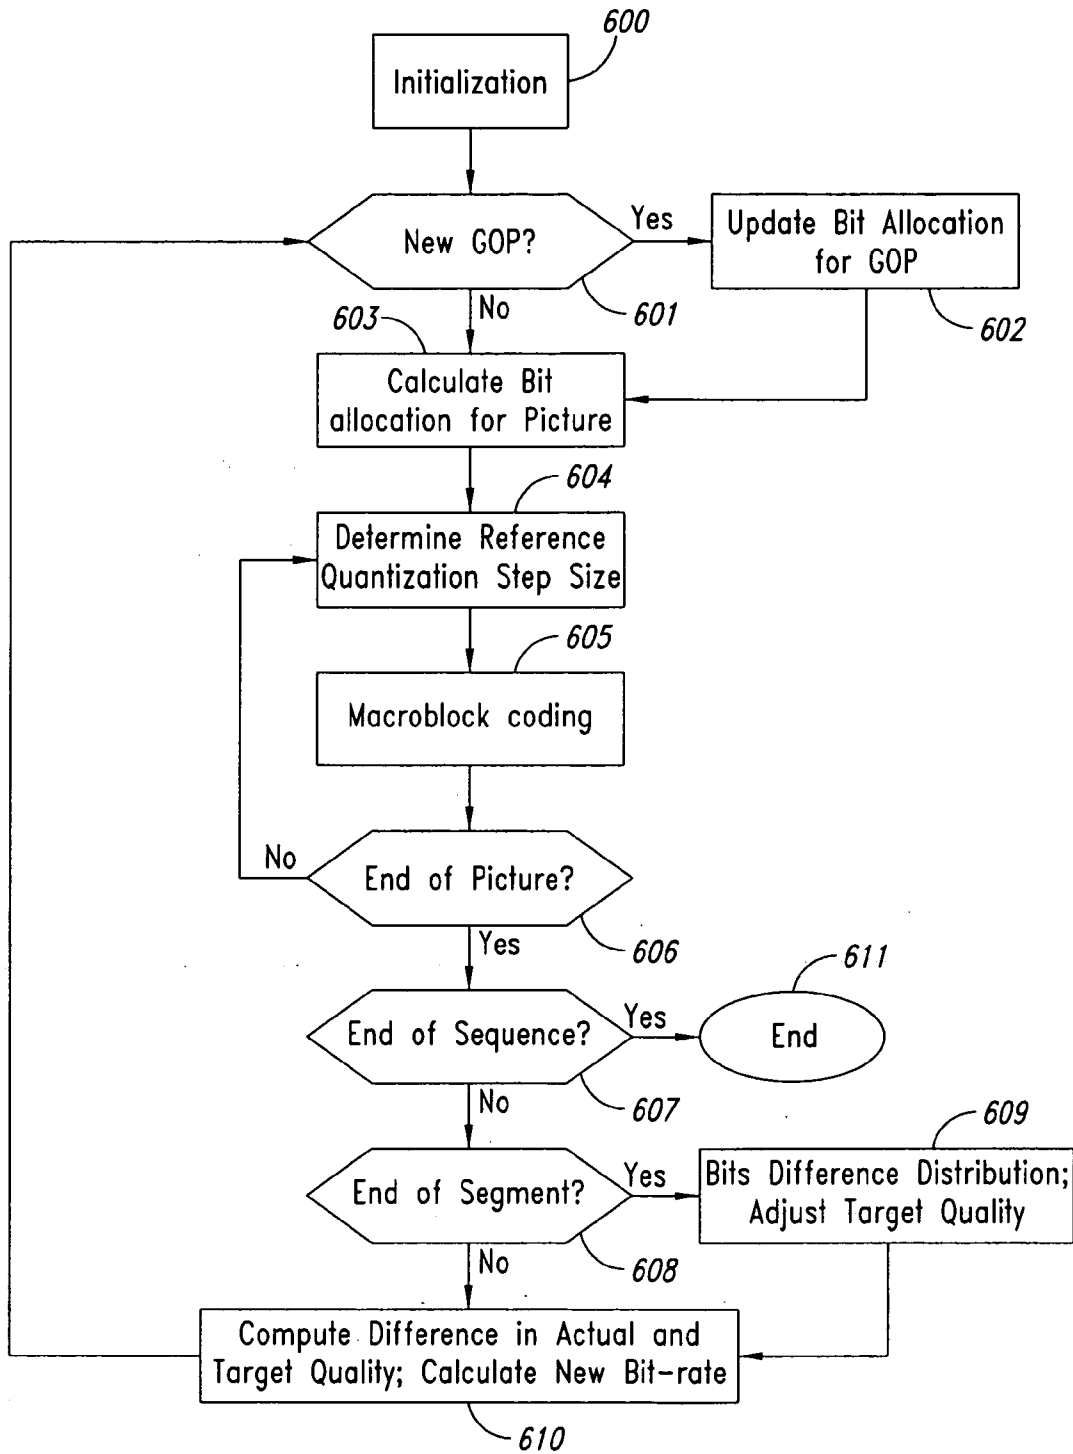 600
Initialization
New GOP?
Yes
Update Bit Allocation
for GOP
No
601
602
603
Calculate Bit
allocation for Picture
604
Determine Reference
Quantization Step Size
605
Macroblock coding
No
End of Picture?
Yes
606
611
End of Sequence?
Yes
End
No
607
609
End of Segment?
Yes
Bits Difference Distribution;
Adjust Target Quality
No
608
Compute Difference in Actual and
Target Quality; Calculate New Bit-rate
610